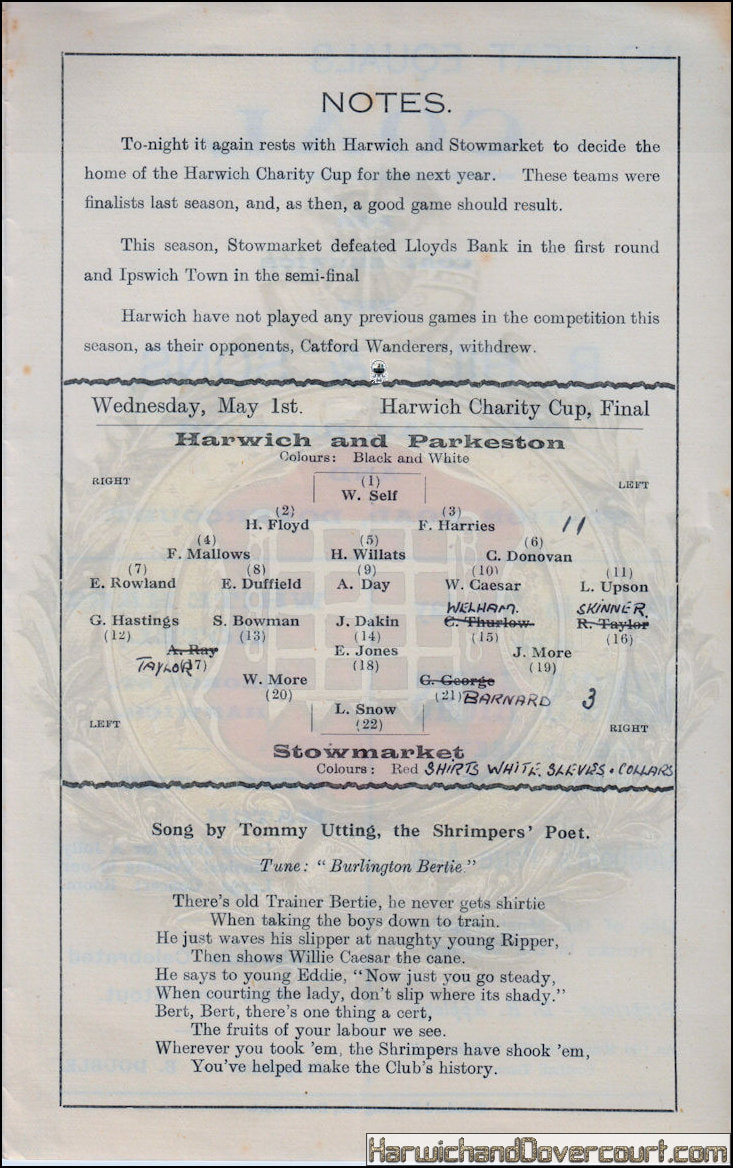 NOTES.
To-night it again rests with Harwich and Stowmarket to decide the
home of the Harwich Charity Cup for the next year. These teams were
finalists last season, and, as then, a good game should result.
This season, Stowmarket defeated Lloyds Bank in the first round
and Ipswich Town in the semi-final
Harwich have not played any previous games in the competition this
season, as their opponents, Catford Wanderers, withdrew.
Wednesday, May 1st. Harwich Charity Cup, Final
Harwich and Parkeston
Colours: Black and White
RIGHT (1) LEFT
W. Self
(2) (3)
H. Floyd F. Harries 11
(4) (5) (6)
F. Mallows H. Willats C. Donovan
(7) (8) (9) (10) (11)
E. Rowland E. Duffield A. Day W. Caesar L. Upson
WELHAM. SKINNER.
G. Hastings S. Bowman J. Dakin C. Thurlow R. Taylor
(12) (13) (14) (15) (16)
A. Ray E. Jones J. More
TAYLOR (17) (18) (19)
W. More G. George
(20) (21) BARNARD 3
L. Snow
LEFT (22) RIGHT
Stowmarket
Colours: Red SHIRTS WHITE SLEVES & COLLARS
Song by Tommy Utting, the Shrimpers' Poet.
Tune: "Burlington Bertie"
There's old Trainer Bertie, he never gets shirtie
When taking the boys down to train.
He just waves his slipper at naughty young Ripper,
Then shows Willie Caesar the cane.
He says to young Eddie, "Now just you go steady,
When courting the lady, don't slip where its shady."
Bert, Bert, there's one thing a cert,
The fruits of your labour we see.
Wherever you took 'em, the Shrimpers have shook 'em,
You've helped make the Club's history.
HarwichandDovercourt.com